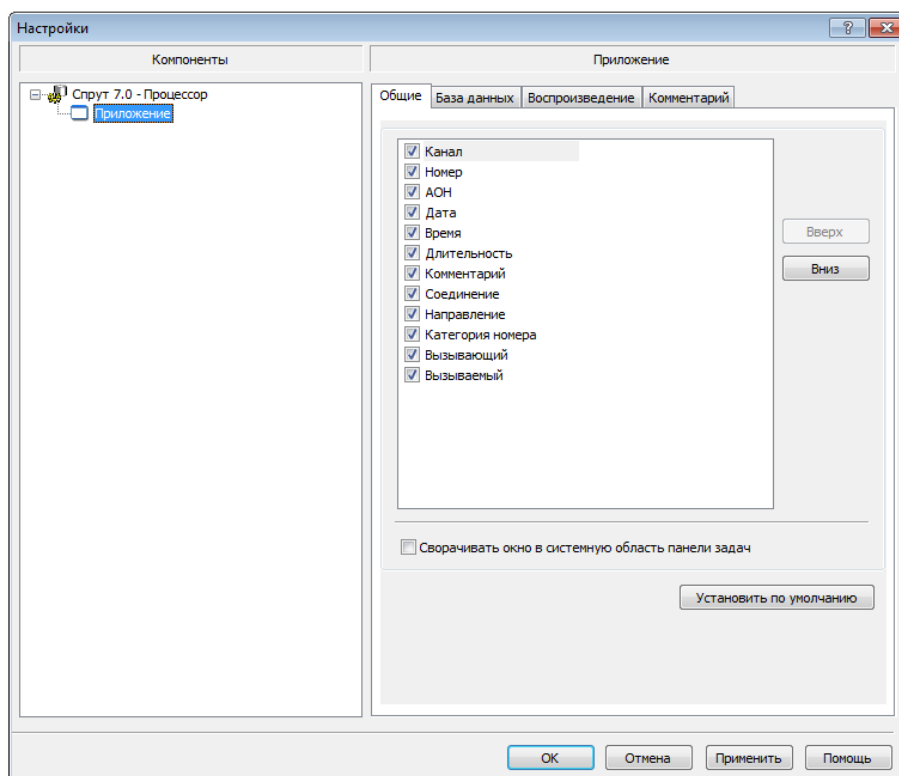 Настройки
Компоненты
Приложение
Спрут 7.0 - Процессор
Приложение
Общие
База данных
Воспроизведение
Комментарий
Канал
Номер
АОН
Дата
Время
Длительность
Комментарий
Соединение
Направление
Категория номера
Вызывающий
Вызываемый
Вверх
Вниз
Сворачивать окно в системную область панели задач
Установить по умолчанию
OK
Отмена
Применить
Помощь